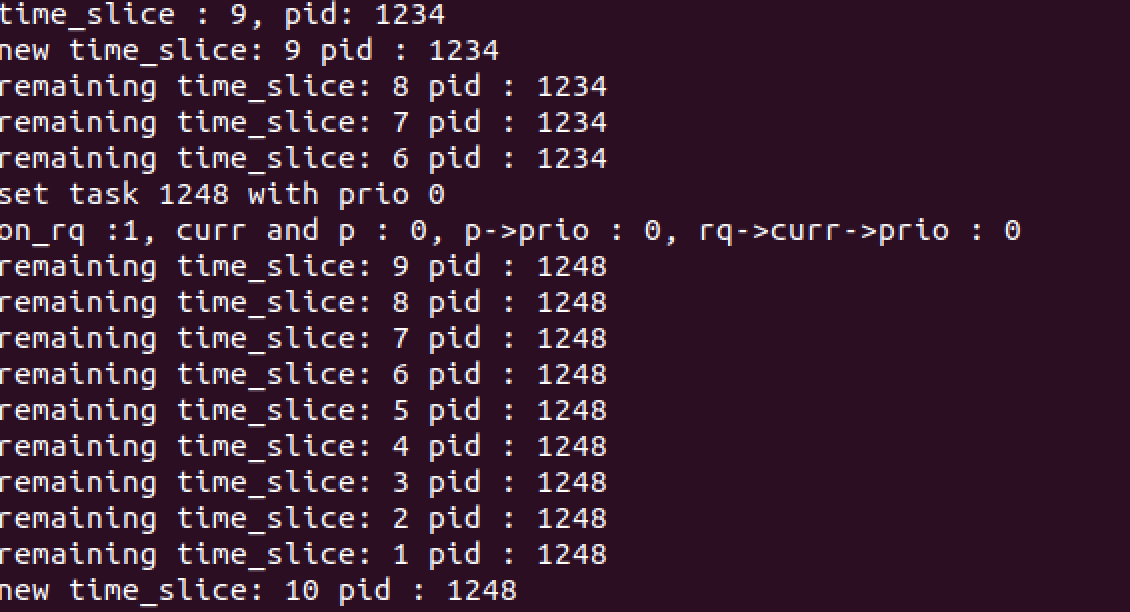 time_slice : 9, pid: 1234
new time_slice: 9 pid : 1234
remaining time_slice: 8 pid : 1234
remaining time_slice: 7 pid : 1234
remaining time_slice: 6 pid : 1234
set task 1248 with prio 0
on_rq :1, curr and p : 0, p->prio : 0, rq->curr->prio : 0
remaining time_slice: 9 pid : 1248
remaining time_slice: 8 pid : 1248
remaining time_slice: 7 pid : 1248
remaining time_slice: 6 pid : 1248
remaining time_slice: 5 pid : 1248
remaining time_slice: 4 pid : 1248
remaining time_slice: 3 pid : 1248
remaining time_slice: 2 pid : 1248
remaining time_slice: 1 pid : 1248
new time_slice: 10 pid : 1248